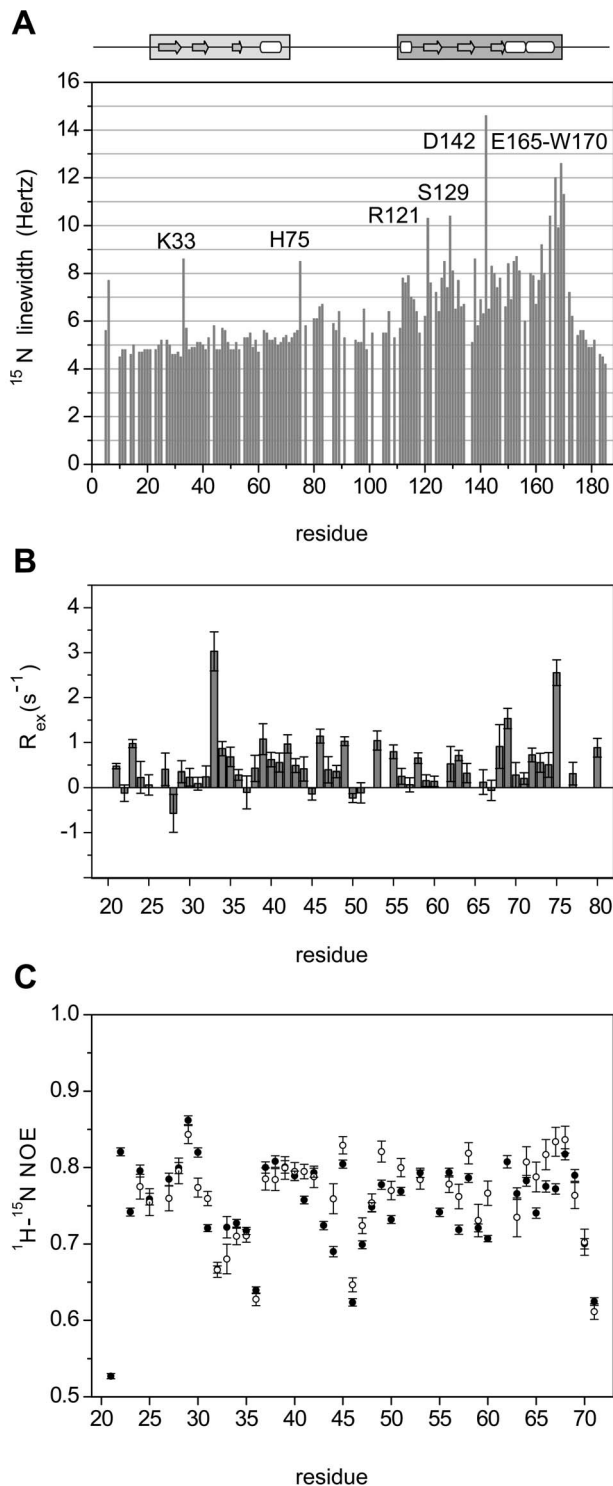 A
16
14
12
10
8
6
4
2
0
¹⁵N linewidth (Hertz)
D142 E165-W170
S129
R121
K33 H75
0 20 40 60 80 100 120 140 160 180
residue
B
4
3
2
1
0
-1
Rex(s⁻¹)
20 25 30 35 40 45 50 55 60 65 70 75 80
residue
C
1.0
0.9
0.8
0.7
0.6
0.5
¹H-¹⁵N NOE
20 25 30 35 40 45 50 55 60 65 70
residue